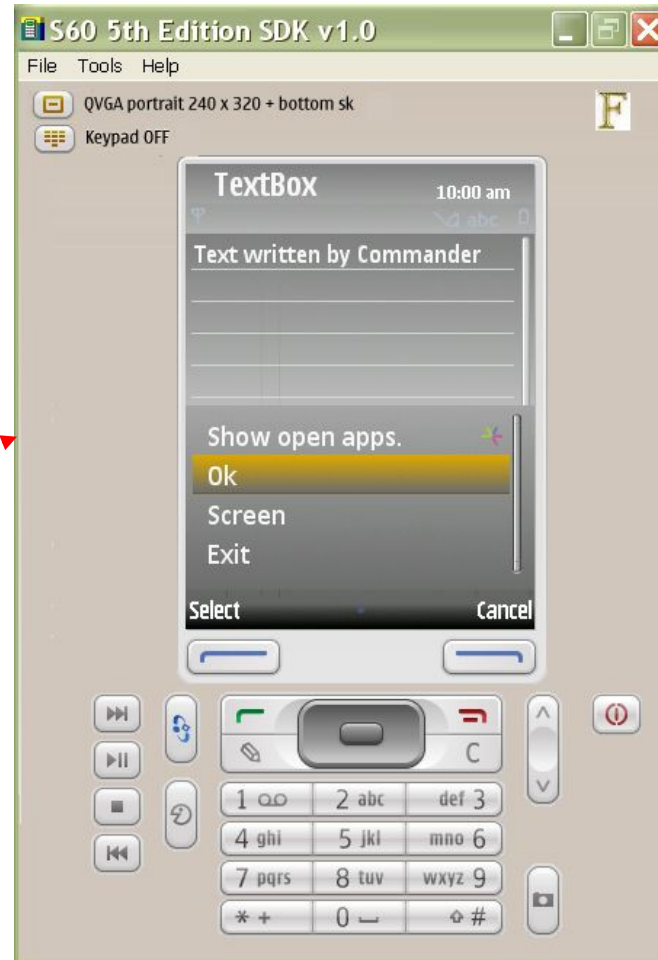 S60 5th Edition SDK v1.0
File Tools Help
QVGA portrait 240 x 320 + bottom sk
F
Keypad OFF
TextBox
10:00 am
abc
Text written by Commander
Show open apps.
Ok
Screen
Exit
Select Cancel
C
1 2 abc def 3
4 ghi 5 jkl mno 6
7 pqrs 8 tuv wxyz 9
* + 0 #